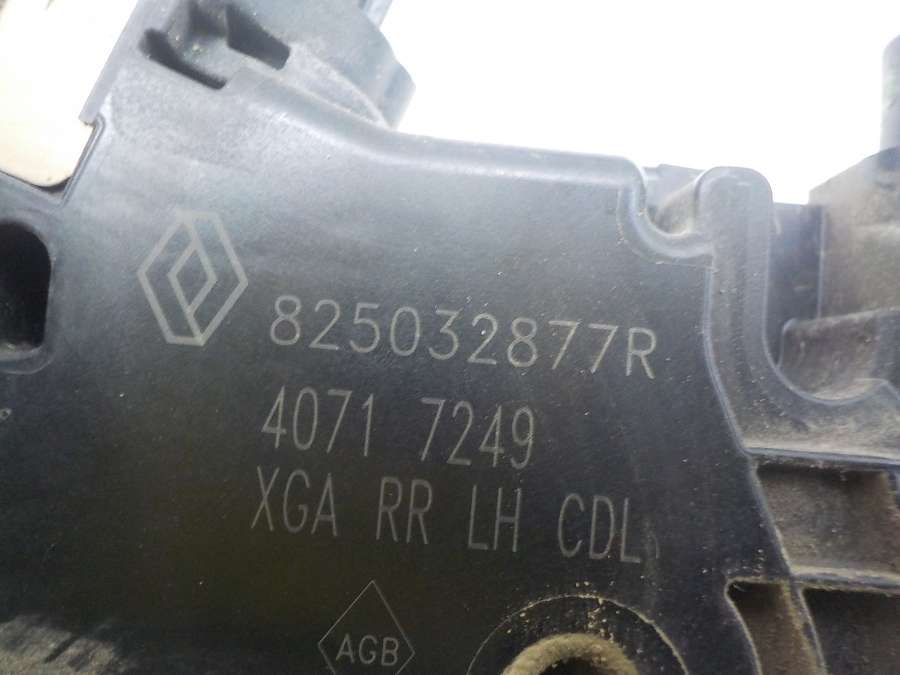 825032877R
4071 7249
XGA RR LH CDL
AGB